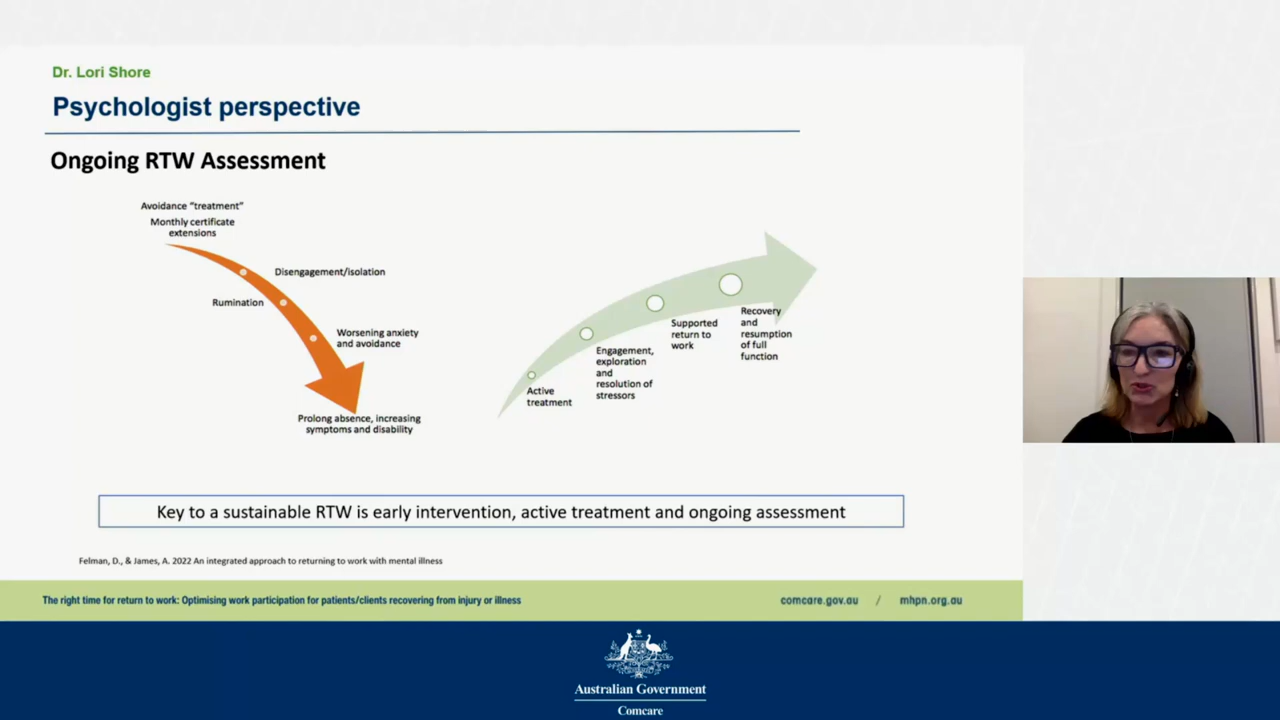 Dr. Lori Shore
Psychologist perspective
Ongoing RTW Assessment
Avoidance “treatment”
Monthly certificate
extensions
Disengagement/isolation
Rumination
Worsening anxiety
and avoidance
Prolong absence, increasing
symptoms and disability
Active
treatment
Engagement,
exploration
and
resolution of
stressors
Supported
return to
work
Recovery
and
resumption
of full
function
Key to a sustainable RTW is early intervention, active treatment and ongoing assessment
Felman, D., & James, A. 2022 An integrated approach to returning to work with mental illness
The right time for return to work: Optimising work participation for patients/clients recovering from injury or illness
comcare.gov.au / mhpn.org.au
Australian Government
Comcare